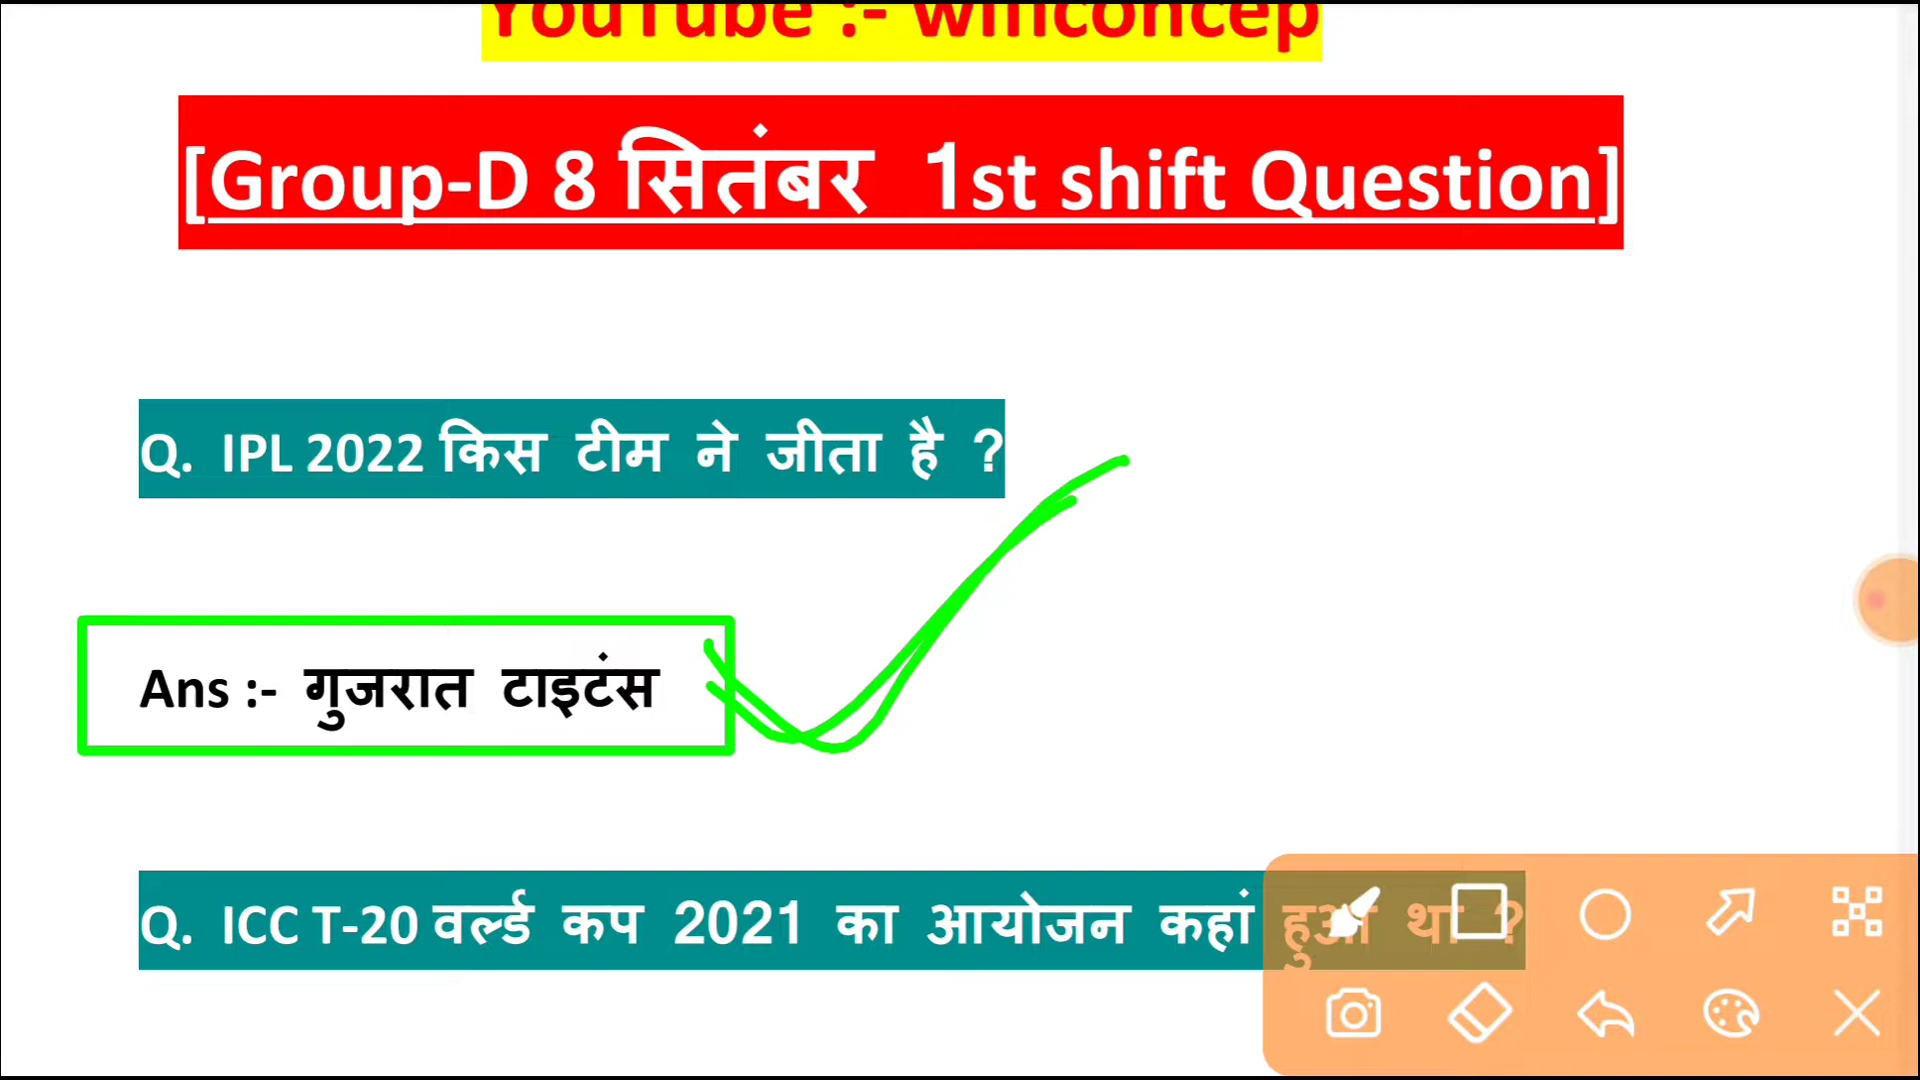 YouTube :- winconcep
[Group-D 8 सितंबर 1st shift Question]
Q. IPL 2022 किस टीम ने जीता है ?
Ans :- गुजरात टाइटंस
Q. ICC T-20 वर्ल्ड कप 2021 का आयोजन कहां हुआ था ?